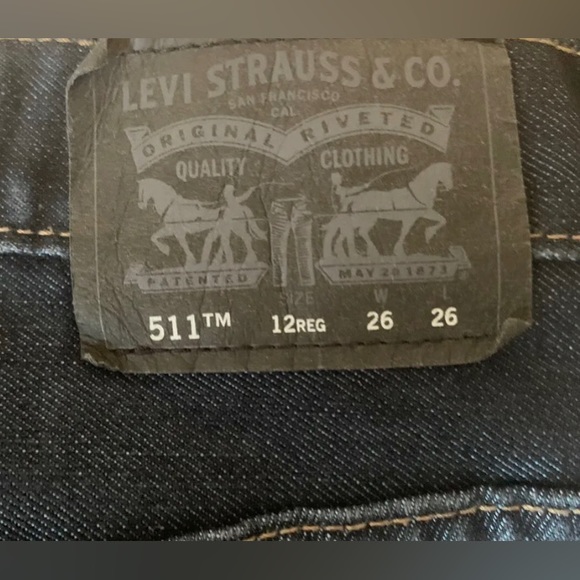 LEVI STRAUSS & CO.
SAN FRANCISCO
CAL.
ORIGINAL RIVETED
QUALITY CLOTHING
PATENTED MAY 20 1873
SIZE W L
511™ 12REG 26 26